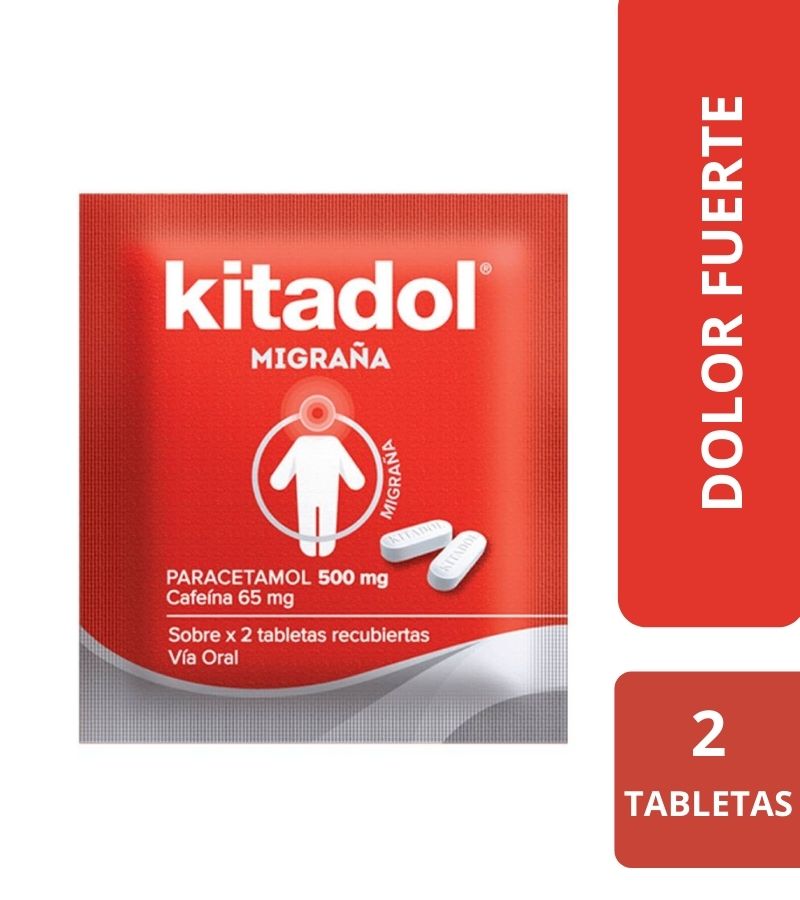 kitadol®
MIGRAÑA
MIGRAÑA
KITADOL
KITADOL
PARACETAMOL 500 mg
Cafeína 65 mg
Sobre x 2 tabletas recubiertas
Vía Oral
DOLOR FUERTE
2
TABLETAS